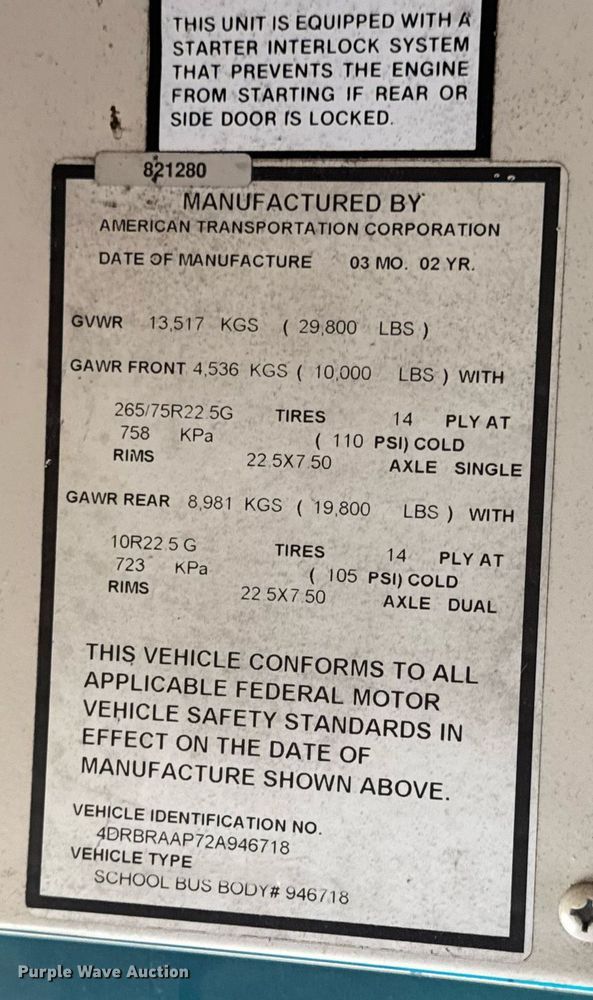 THIS UNIT IS EQUIPPED WITH A
STARTER INTERLOCK SYSTEM
THAT PREVENTS THE ENGINE
FROM STARTING IF REAR OR
SIDE DOOR IS LOCKED.
821280
MANUFACTURED BY
AMERICAN TRANSPORTATION CORPORATION
DATE OF MANUFACTURE 03 MO. 02 YR.
GVWR 13,517 KGS ( 29,800 LBS )
GAWR FRONT 4,536 KGS ( 10,000 LBS ) WITH
265/75R22.5G TIRES 14 PLY AT
758 KPa ( 110 PSI) COLD
RIMS 22.5X7.50 AXLE SINGLE
GAWR REAR 8,981 KGS ( 19,800 LBS ) WITH
10R22.5 G TIRES 14 PLY AT
723 KPa ( 105 PSI) COLD
RIMS 22.5X7.50 AXLE DUAL
THIS VEHICLE CONFORMS TO ALL
APPLICABLE FEDERAL MOTOR
VEHICLE SAFETY STANDARDS IN
EFFECT ON THE DATE OF
MANUFACTURE SHOWN ABOVE.
VEHICLE IDENTIFICATION NO.
4DRBRAAP72A946718
VEHICLE TYPE
SCHOOL BUS BODY# 946718
Purple Wave Auction